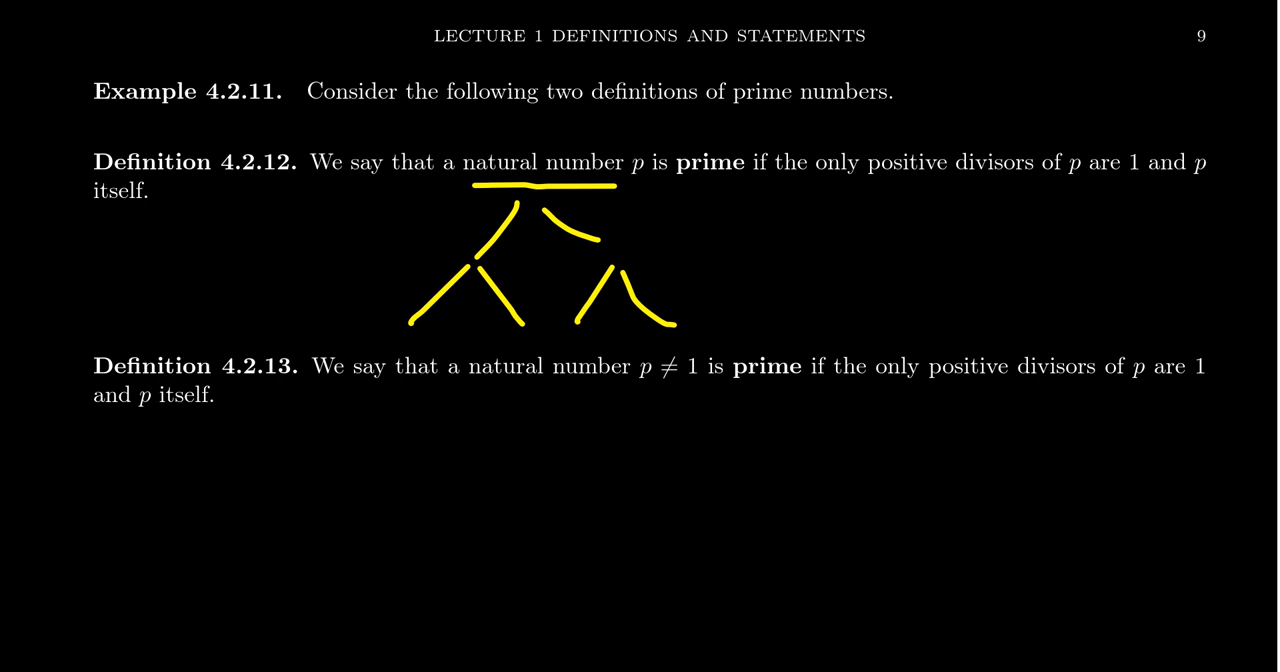 LECTURE 1 DEFINITIONS AND STATEMENTS 9
Example 4.2.11. Consider the following two definitions of prime numbers.
Definition 4.2.12. We say that a natural number p is prime if the only positive divisors of p are 1 and p
itself.
Definition 4.2.13. We say that a natural number p ≠ 1 is prime if the only positive divisors of p are 1
and p itself.